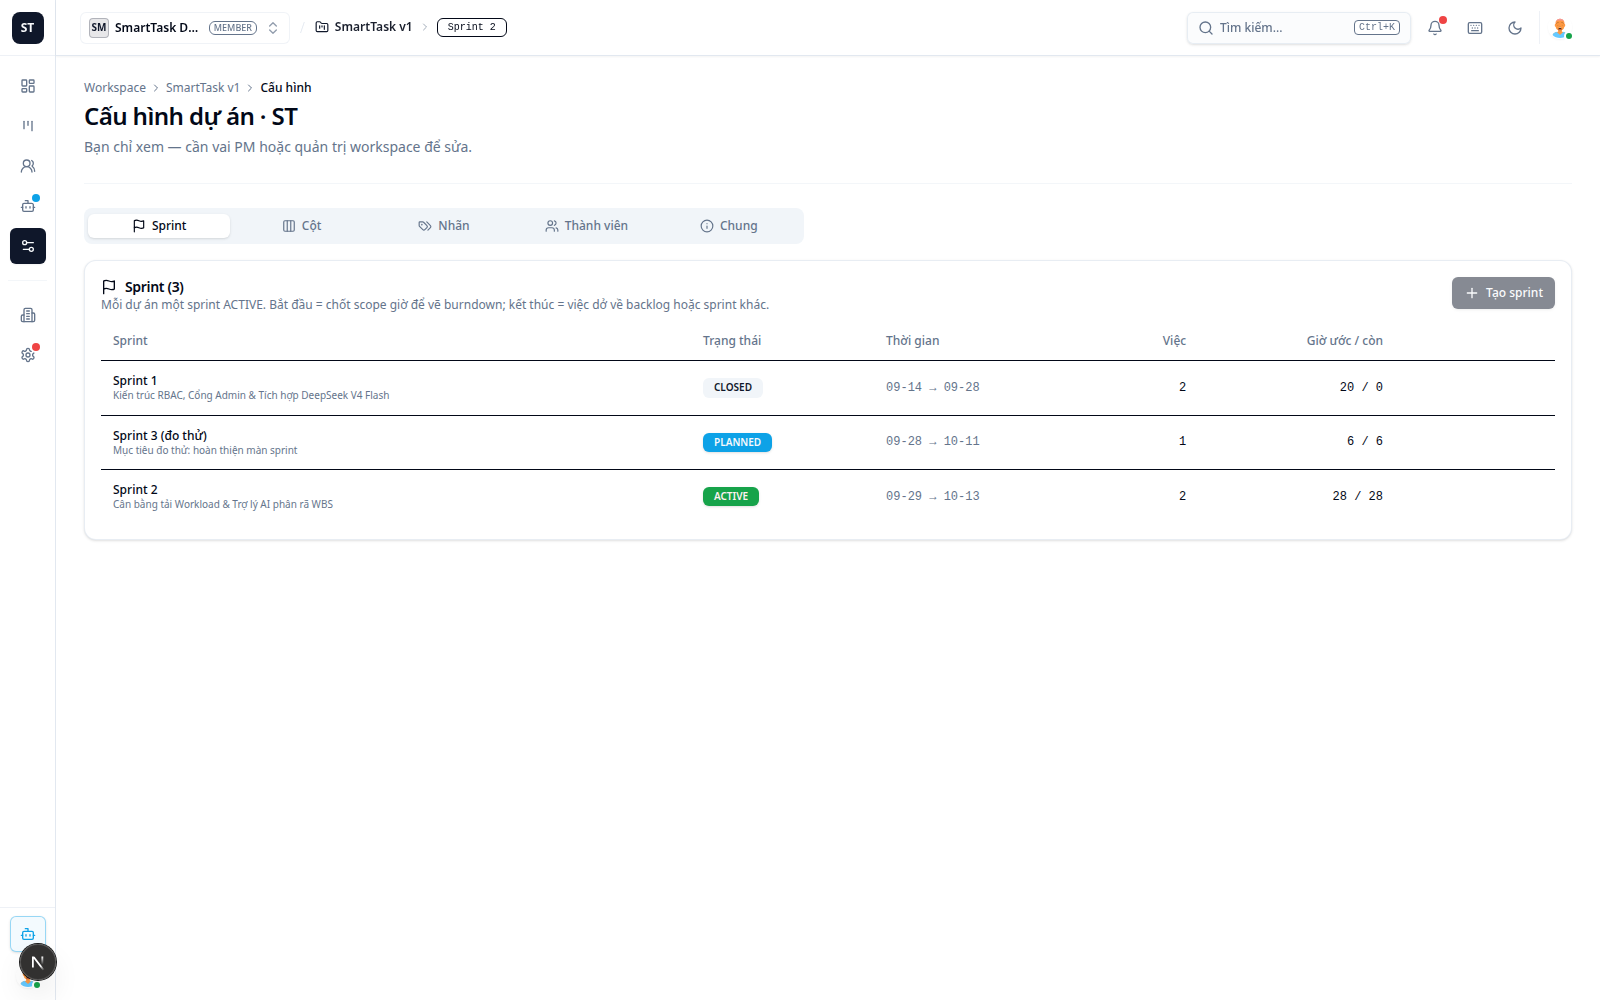 ST
SM SmartTask D... MEMBER / SmartTask v1 Sprint 2
Tìm kiếm... Ctrl+K
Workspace > SmartTask v1 > Cấu hình
Cấu hình dự án · ST
Bạn chỉ xem — cần vai PM hoặc quản trị workspace để sửa.
Sprint Cột Nhãn Thành viên Chung
Sprint (3)
Mỗi dự án một sprint ACTIVE. Bắt đầu = chốt scope giờ để vẽ burndown; kết thúc = việc dở về backlog hoặc sprint khác.
+ Tạo sprint
Sprint Trạng thái Thời gian Việc Giờ ước / còn
Sprint 1
Kiến trúc RBAC, Cổng Admin & Tích hợp DeepSeek V4 Flash
CLOSED 09-14 → 09-28 2 20 / 0
Sprint 3 (đo thử)
Mục tiêu đo thử: hoàn thiện màn sprint
PLANNED 09-28 → 10-11 1 6 / 6
Sprint 2
Cân bằng tải Workload & Trợ lý AI phân rã WBS
ACTIVE 09-29 → 10-13 2 28 / 28
N